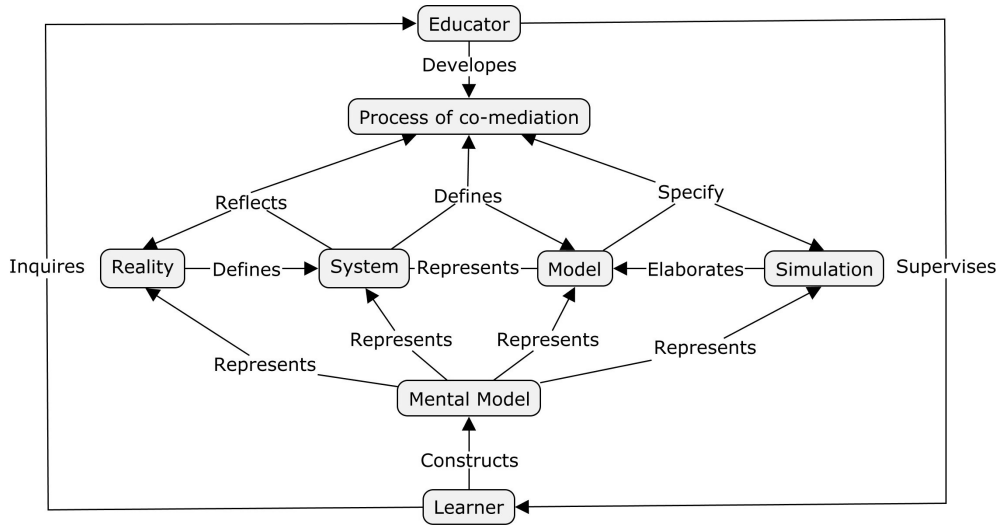 Educator
Developes
Process of co-mediation
Reflects
Defines
Specify
Inquires
Reality
Defines
System
Represents
Model
Elaborates
Simulation
Supervises
Represents
Represents
Represents
Represents
Mental Model
Constructs
Learner